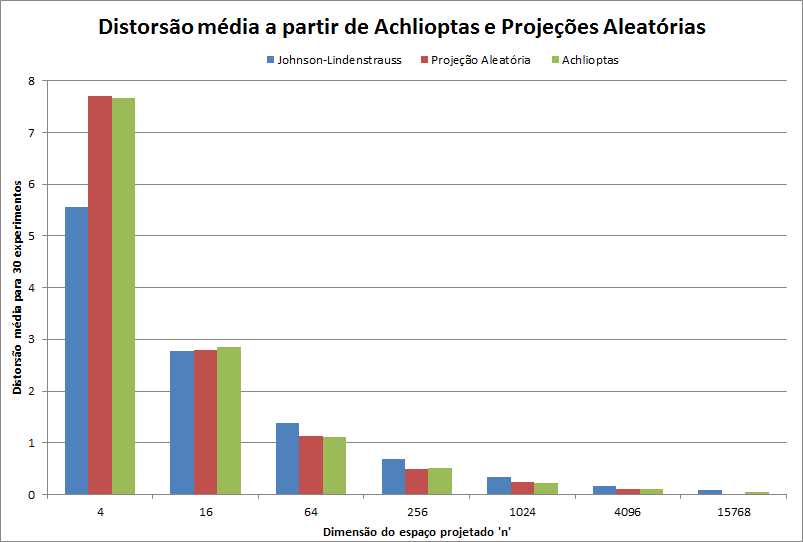 Distorsão média a partir de Achlioptas e Projeções Aleatórias
Johnson-Lindenstrauss Projeção Aleatória Achlioptas
8
7
6
5
4
3
2
1
0
Distorsão média para 30 experimentos
4 16 64 256 1024 4096 15768
Dimensão do espaço projetado 'n'